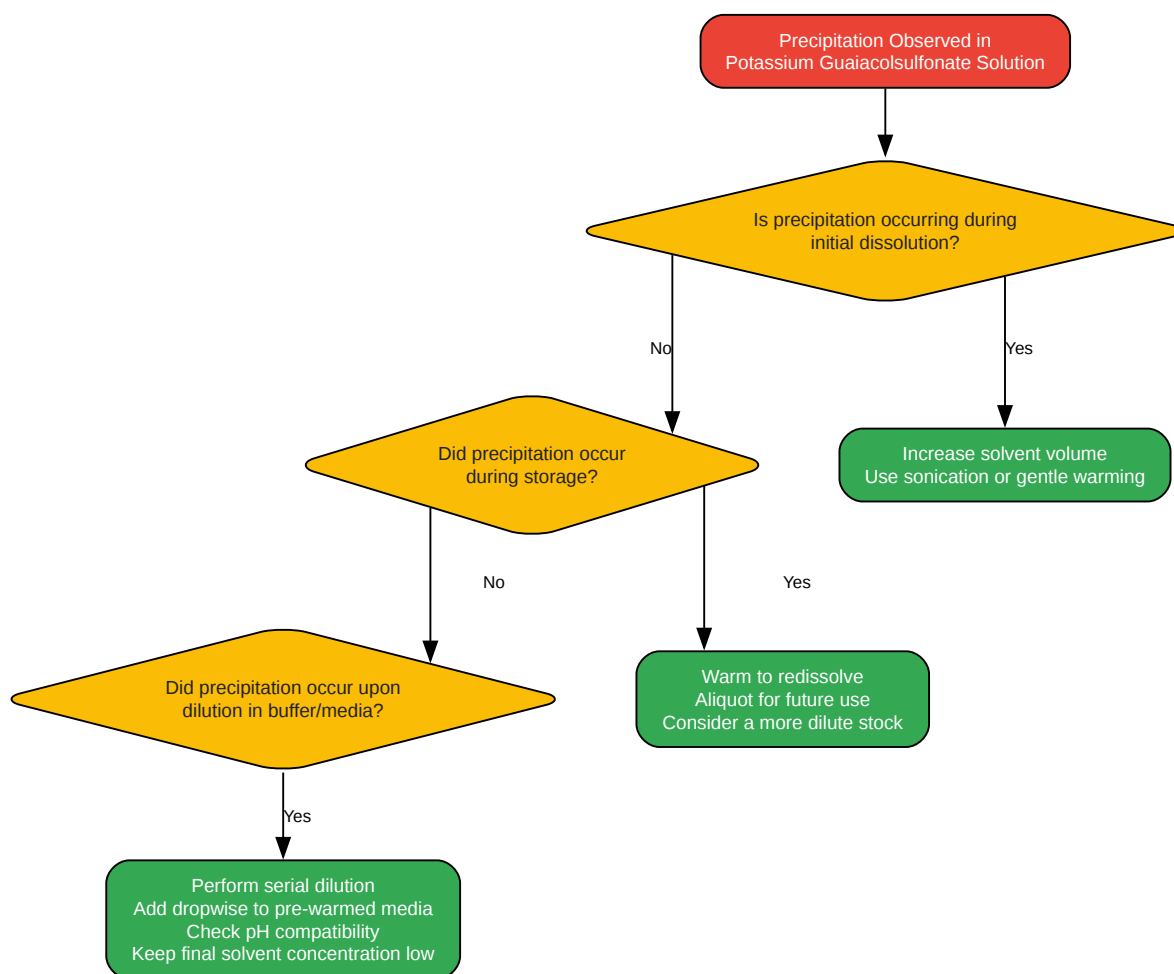 Precipitation Observed in
Potassium Guaiacolsulfonate Solution
Is precipitation occurring during
initial dissolution?
No
Yes
Did precipitation occur
during storage?
Increase solvent volume
Use sonication or gentle warming
No
Yes
Did precipitation occur upon
dilution in buffer/media?
Warm to redissolve
Aliquot for future use
Consider a more dilute stock
Yes
Perform serial dilution
Add dropwise to pre-warmed media
Check pH compatibility
Keep final solvent concentration low